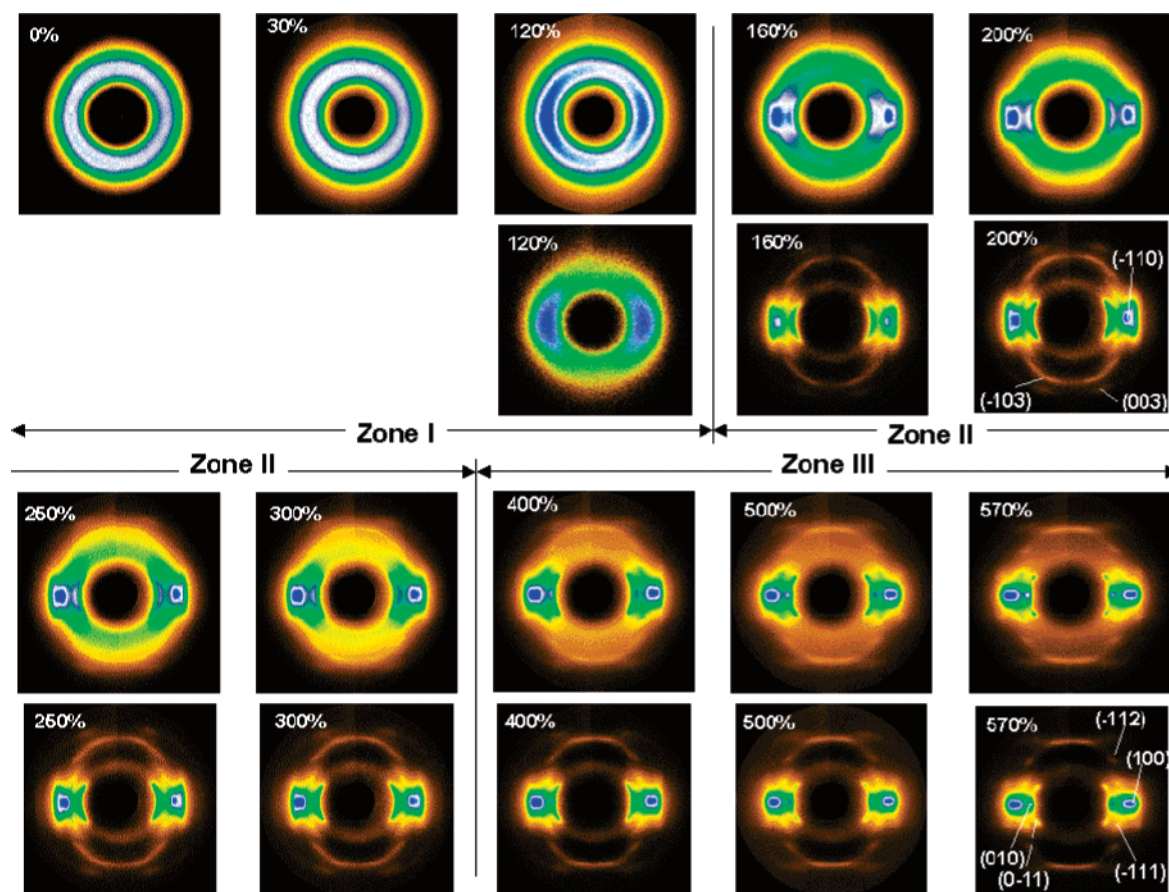 0% 30% 120% 160% 200%
120% 160% 200%
(-110)
(-103) (003)
Zone I Zone II
Zone II Zone III
250% 300% 400% 500% 570%
250% 300% 400% 500% 570%
(-112)
(100)
(010)
(0-11) (-111)